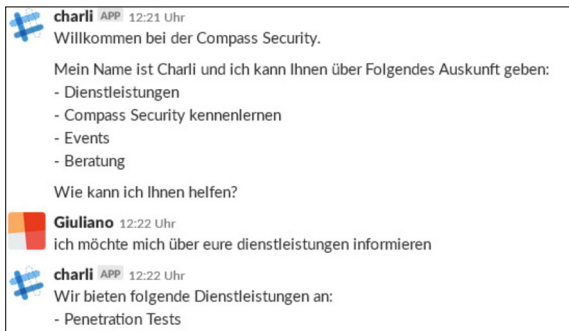 charli APP 12:21 Uhr
Willkommen bei der Compass Security.
Mein Name ist Charli und ich kann Ihnen über Folgendes Auskunft geben:
- Dienstleistungen
- Compass Security kennenlernen
- Events
- Beratung
Wie kann ich Ihnen helfen?
Giuliano 12:22 Uhr
ich möchte mich über eure dienstleistungen informieren
charli APP 12:22 Uhr
Wir bieten folgende Dienstleistungen an:
- Penetration Tests